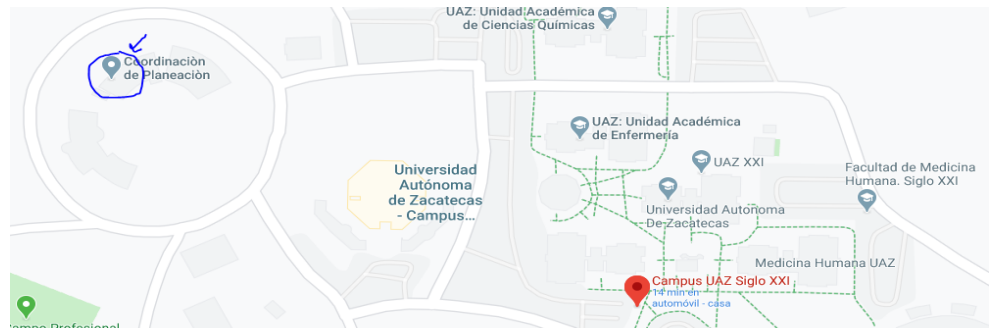 UAZ: Unidad Académica
de Ciencias Químicas
Coordinaciòn
de Planeaciòn
UAZ: Unidad Académica
de Enfermería
UAZ XXI
Facultad de Medicina
Humana. Siglo XXI
Universidad
Autónoma
de Zacatecas
- Campus...
Universidad Autonoma
De Zacatecas
Medicina Humana UAZ
Campus UAZ Siglo XXI
14 min en
automóvil - casa
Profesional